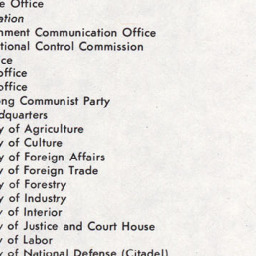 e Office
ation
nment Communication Office
tional Control Commission
ce
office
office
ng Communist Party
dquarters
y of Agriculture
y of Culture
y of Foreign Affairs
y of Foreign Trade
y of Forestry
y of Industry
y of Interior
y of Justice and Court House
y of Labor
y of National Defense (Citadel)